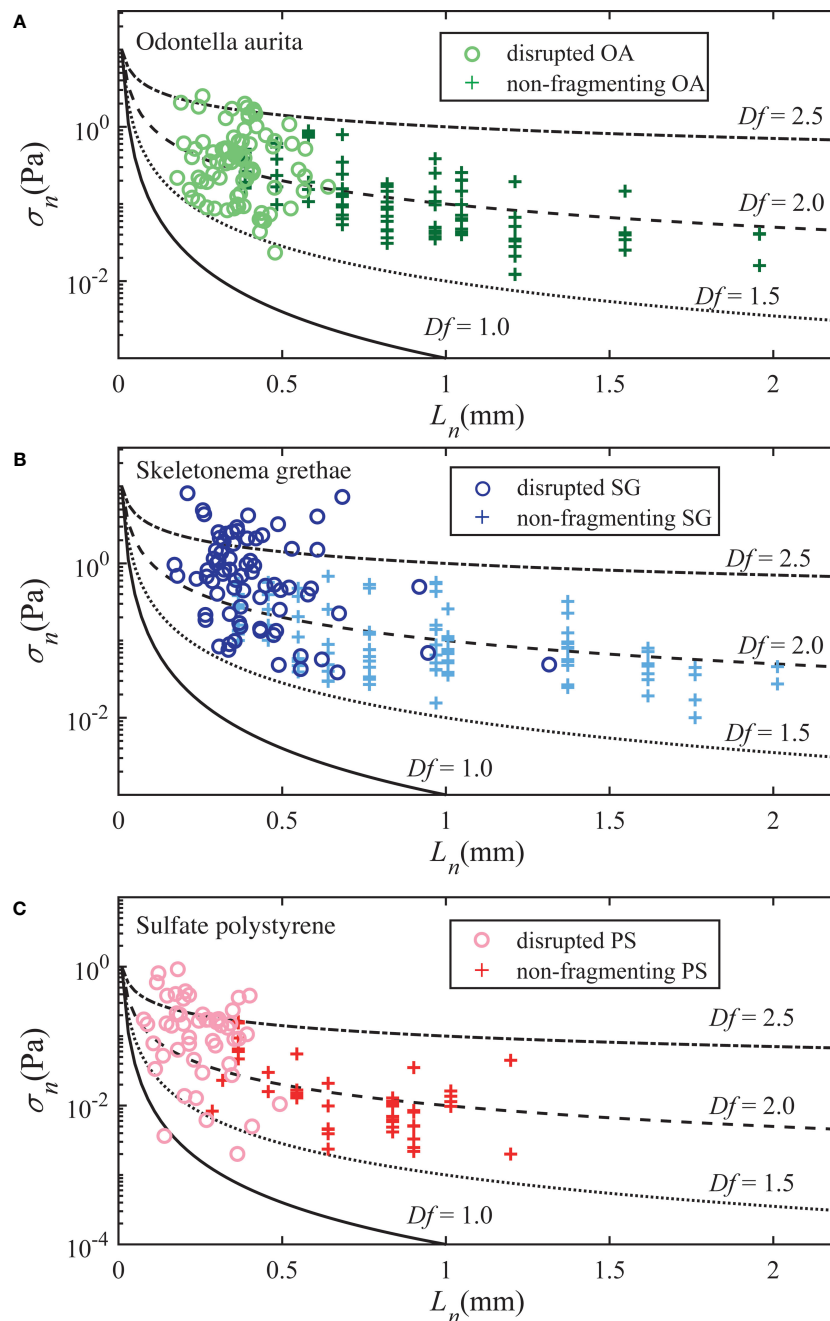 A
Odontella aurita
disrupted OA
non-fragmenting OA
Df = 2.5
Df = 2.0
Df = 1.5
Df = 1.0
10^0
10^-2
σn(Pa)
0 0.5 1 1.5 2
Ln(mm)
B
Skeletonema grethae
disrupted SG
non-fragmenting SG
Df = 2.5
Df = 2.0
Df = 1.5
Df = 1.0
10^0
10^-2
σn(Pa)
0 0.5 1 1.5 2
Ln(mm)
C
Sulfate polystyrene
disrupted PS
non-fragmenting PS
Df = 2.5
Df = 2.0
Df = 1.5
Df = 1.0
10^0
10^-2
10^-4
σn(Pa)
0 0.5 1 1.5 2
Ln(mm)